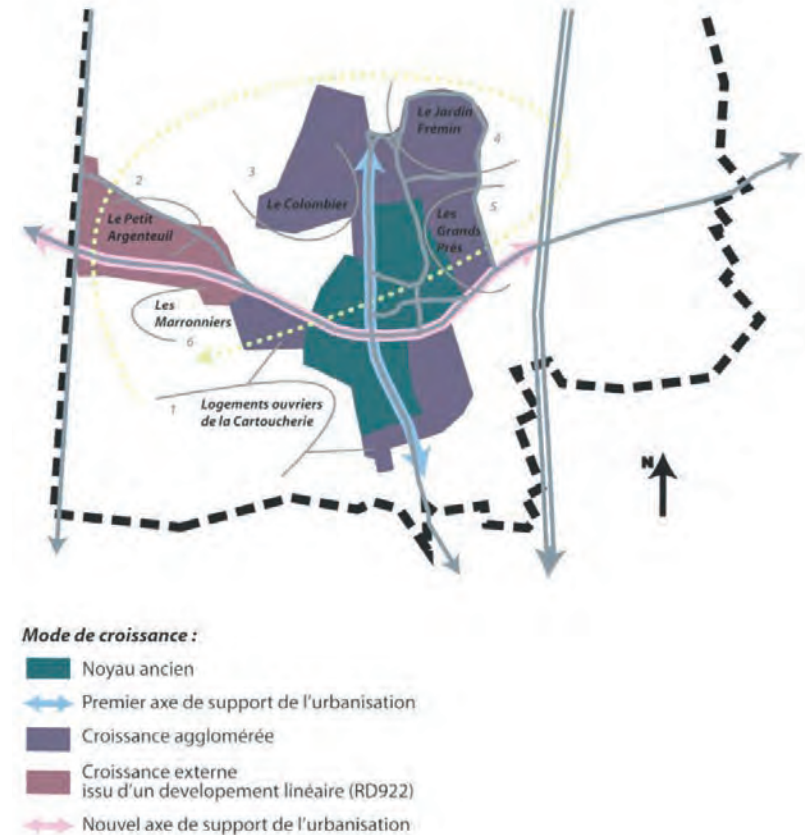 Le Jardin
Frémin
4
3
2
Le Colombier
5
Le Petit
Argenteuil
Les
Grands
Prés
Les
Marronniers
6
1
Logements ouvriers
de la Cartoucherie
N
Mode de croissance :
Noyau ancien
Premier axe de support de l'urbanisation
Croissance agglomérée
Croissance externe
issu d'un developement linéaire (RD922)
Nouvel axe de support de l'urbanisation